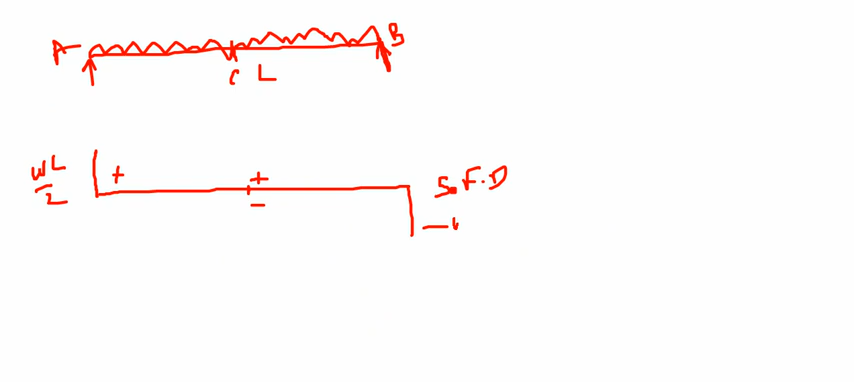 A B
C L
wL
2
+ + S.F.D
-
-